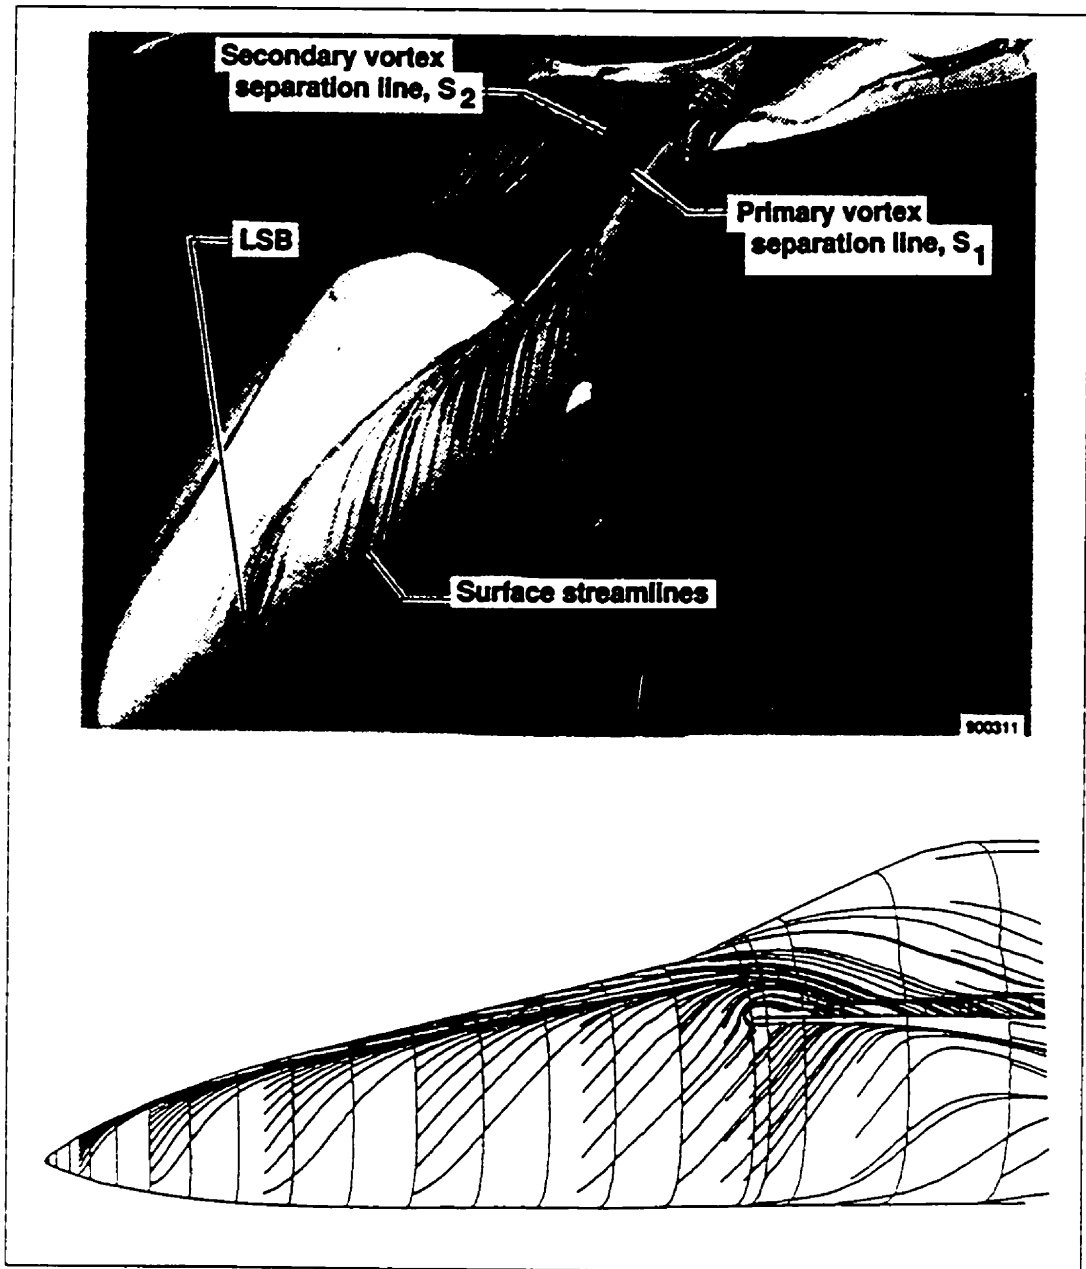 Secondary vortex
separation line, S2
LSB
Primary vortex
separation line, S1
Surface streamlines
900311